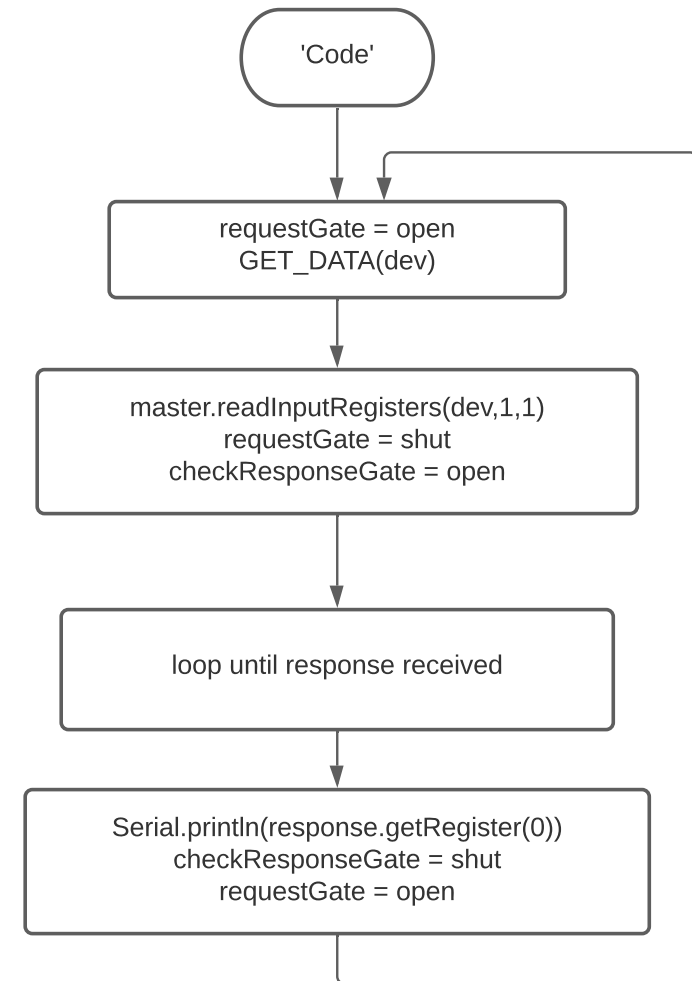 'Code'
requestGate = open
GET_DATA(dev)
master.readInputRegisters(dev,1,1)
requestGate = shut
checkResponseGate = open
loop until response received
Serial.println(response.getRegister(0))
checkResponseGate = shut
requestGate = open